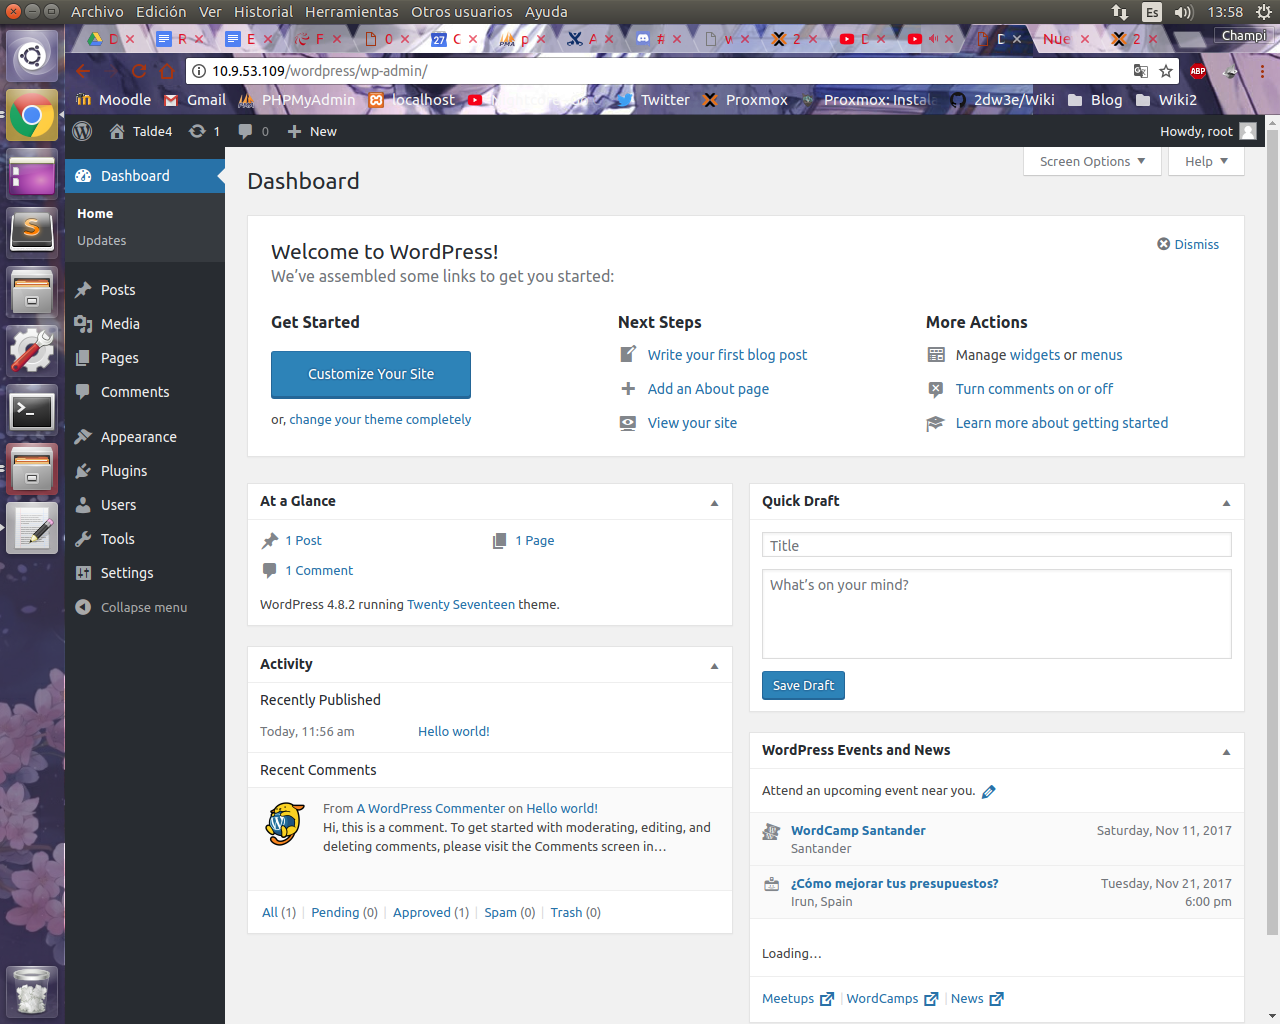 Archivo Edición Ver Historial Herramientas Otros usuarios Ayuda
Es
13:58
D
R
E
F
0
27
C
PMA
p
A
#
w
2
D
D
Nue
2
Champi
10.9.53.109/wordpress/wp-admin/
ABP
Moodle
Gmail
PHPMyAdmin
localhost
Twitter
Proxmox
Proxmox: Instala
2dw3e/Wiki
Blog
Wiki2
Talde4
1
0
New
Howdy, root
Screen Options
Help
Dashboard
Home
Updates
Posts
Media
Pages
Comments
Appearance
Plugins
Users
Tools
Settings
Collapse menu
Dashboard
Welcome to WordPress!
We’ve assembled some links to get you started:
Dismiss
Get Started
Customize Your Site
or, change your theme completely
Next Steps
Write your first blog post
Add an About page
View your site
More Actions
Manage widgets or menus
Turn comments on or off
Learn more about getting started
At a Glance
1 Post
1 Page
1 Comment
WordPress 4.8.2 running Twenty Seventeen theme.
Activity
Recently Published
Today, 11:56 am
Hello world!
Recent Comments
From A WordPress Commenter on Hello world!
Hi, this is a comment. To get started with moderating, editing, and
deleting comments, please visit the Comments screen in…
All (1) | Pending (0) | Approved (1) | Spam (0) | Trash (0)
Quick Draft
Title
What’s on your mind?
Save Draft
WordPress Events and News
Attend an upcoming event near you.
WordCamp Santander
Saturday, Nov 11, 2017
Santander
¿Cómo mejorar tus presupuestos?
Tuesday, Nov 21, 2017
Irun, Spain
6:00 pm
Loading…
Meetups | WordCamps | News